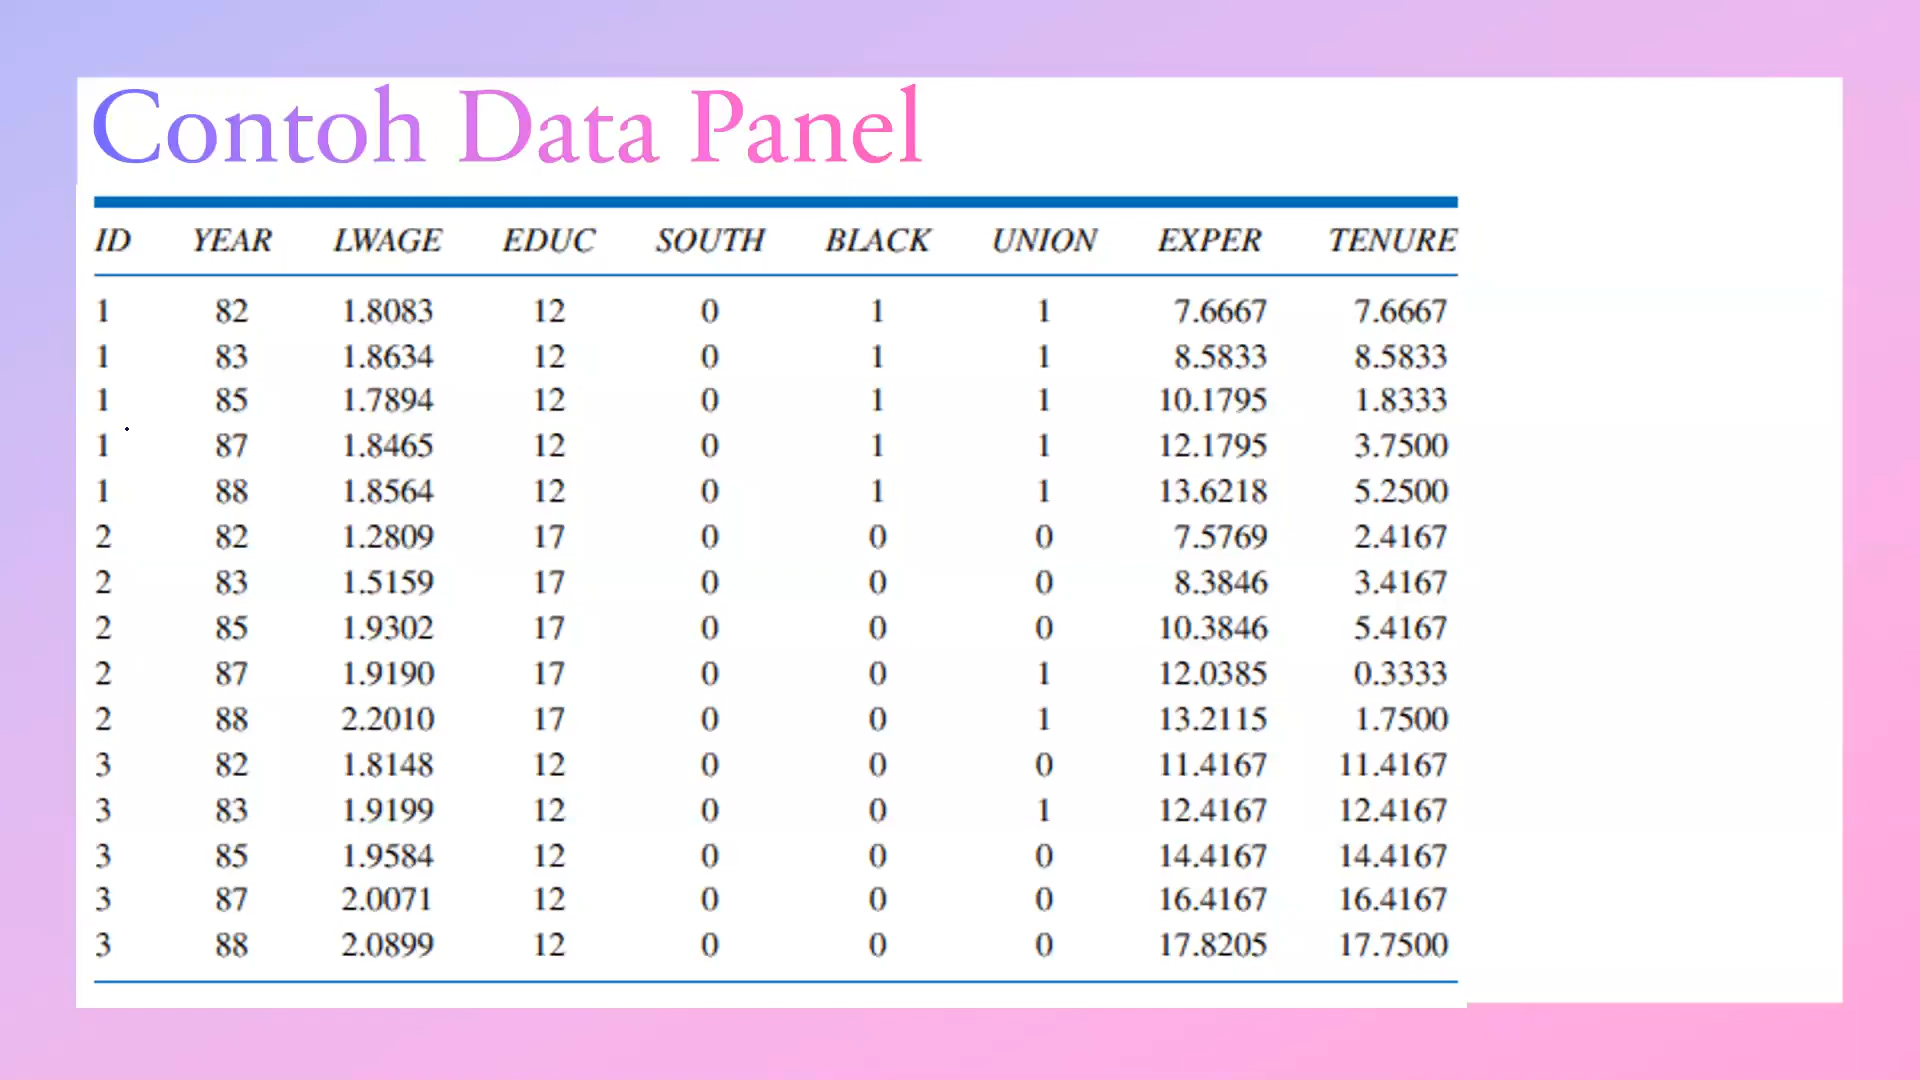 Contoh Data Panel
ID YEAR LWAGE EDUC SOUTH BLACK UNION EXPER TENURE
1 82 1.8083 12 0 1 1 7.6667 7.6667
1 83 1.8634 12 0 1 1 8.5833 8.5833
1 85 1.7894 12 0 1 1 10.1795 1.8333
1 87 1.8465 12 0 1 1 12.1795 3.7500
1 88 1.8564 12 0 1 1 13.6218 5.2500
2 82 1.2809 17 0 0 0 7.5769 2.4167
2 83 1.5159 17 0 0 0 8.3846 3.4167
2 85 1.9302 17 0 0 0 10.3846 5.4167
2 87 1.9190 17 0 0 1 12.0385 0.3333
2 88 2.2010 17 0 0 1 13.2115 1.7500
3 82 1.8148 12 0 0 0 11.4167 11.4167
3 83 1.9199 12 0 0 1 12.4167 12.4167
3 85 1.9584 12 0 0 0 14.4167 14.4167
3 87 2.0071 12 0 0 0 16.4167 16.4167
3 88 2.0899 12 0 0 0 17.8205 17.7500